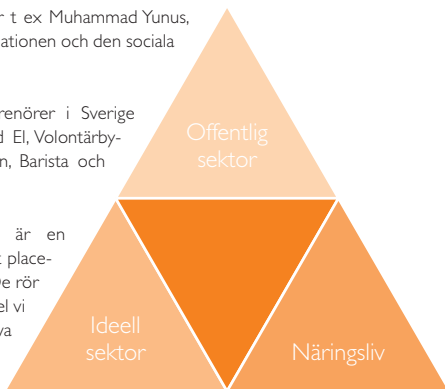 r t ex Muhammad Yunus,
ationen och den sociala
renörer i Sverige
d El, Volontärby-
n, Barista och
är en
place-
e rör
el vi
va
Offentlig
sektor
Ideell
sektor
Näringsliv